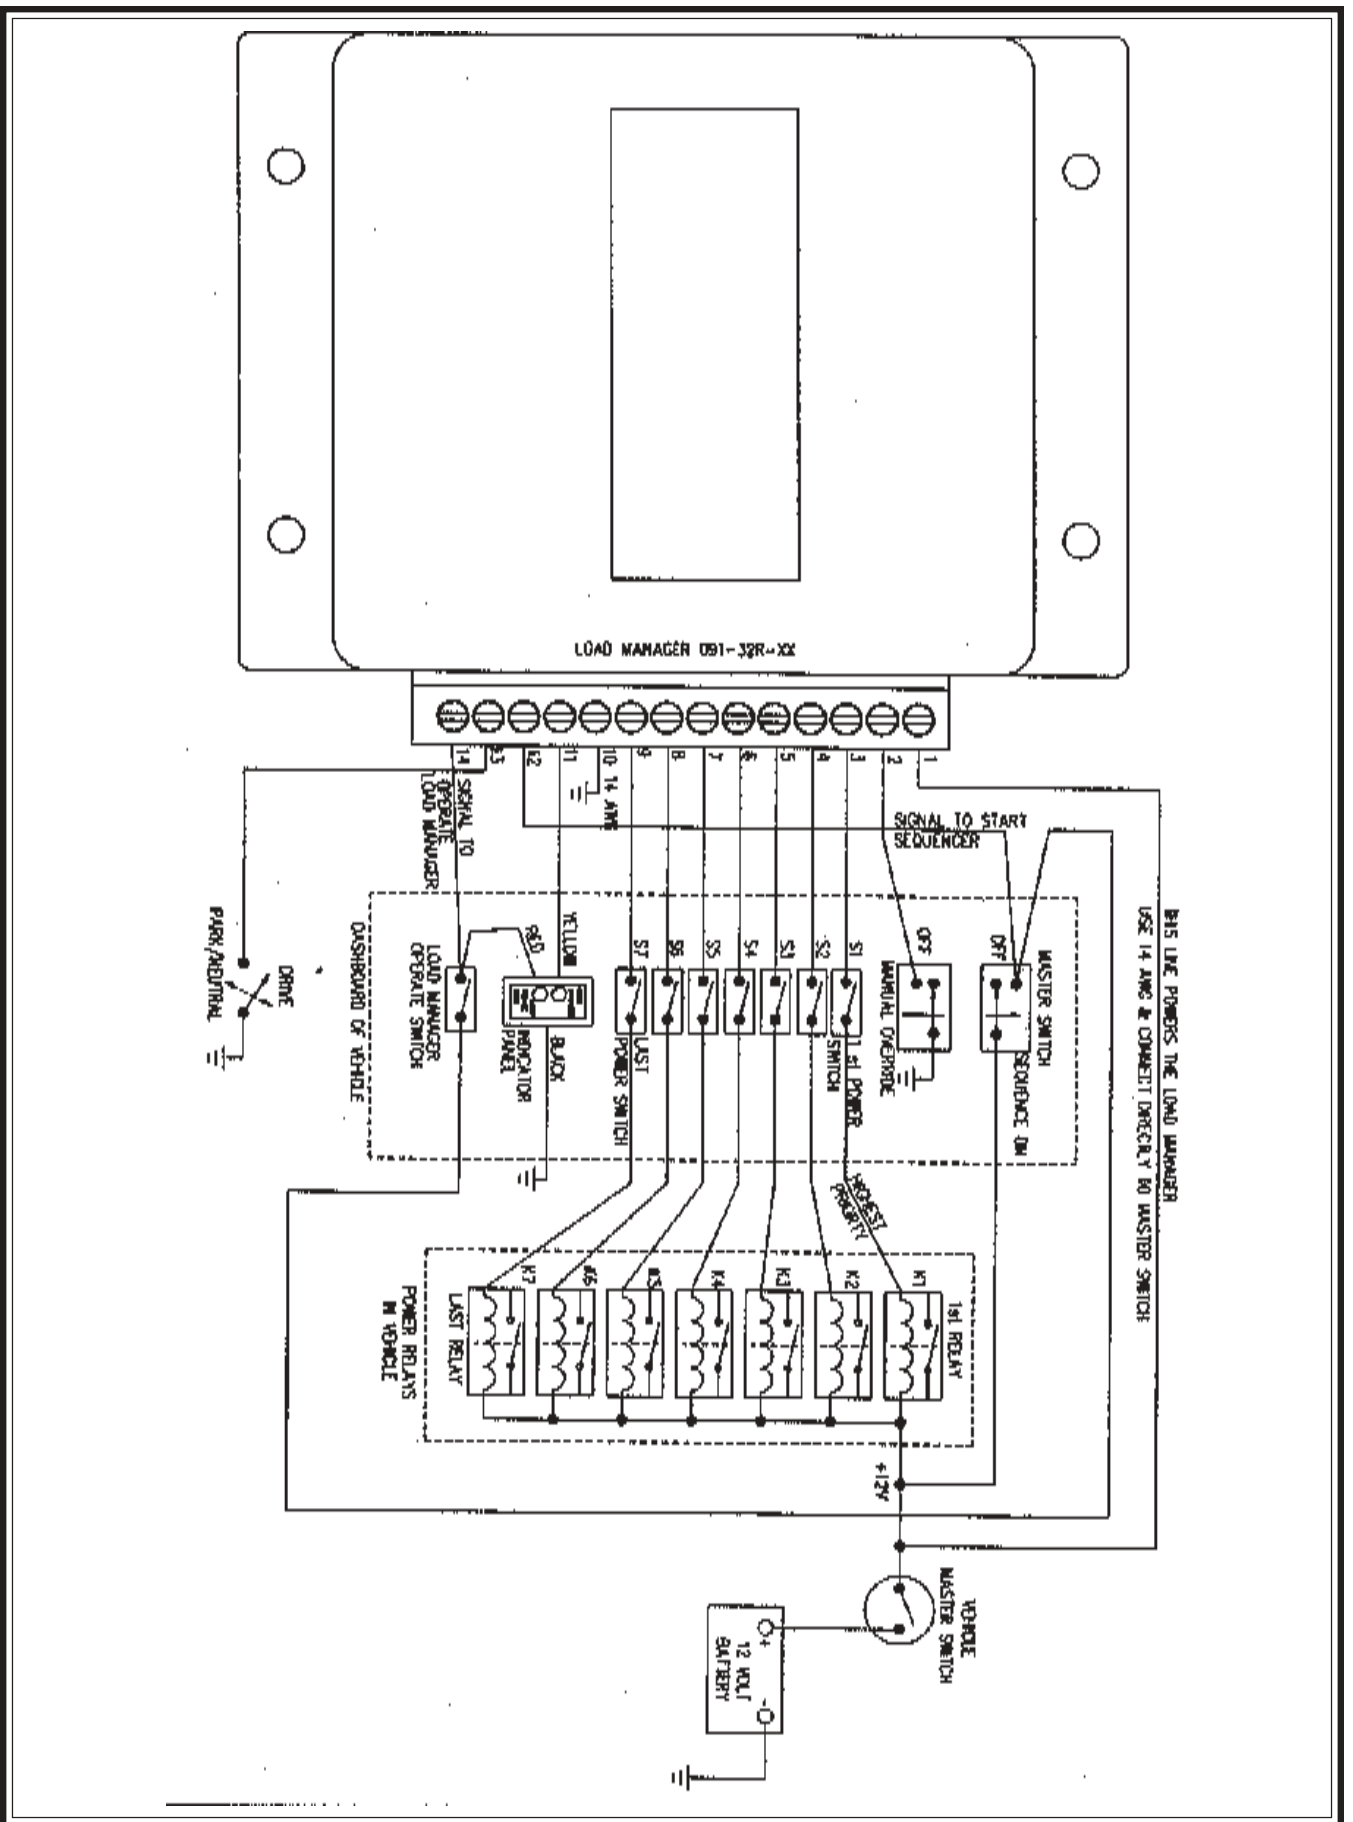 LOAD MANAGER 091-32R-XX
1
2
3
4
5
6
7
8
9
10
11
12
13
14
14 AWG
SIGNAL TO
OPERATE
LOAD MANAGER
SIGNAL TO START
SEQUENCER
THIS LINE POWERS THE LOAD MANAGER
USE 14 AWG & CONNECT DIRECTLY TO MASTER SWITCH
MASTER SWITCH
OFF
SEQUENCE ON
OFF
MANUAL OVERRIDE
S1
S2
S3
S4
S5
S6
S7
1st POWER
SWITCH
LAST
POWER SWITCH
YELLOW
RED
BLACK
INDICATOR
PANEL
LOAD MANAGER
OPERATE SWITCH
DASHBOARD OF VEHICLE
DRIVE
PARK/NEUTRAL
HIGHEST
PRIORITY
K1
K2
K3
K4
K5
K6
K7
1st RELAY
LAST RELAY
POWER RELAYS
IN VEHICLE
+12V
VEHICLE
MASTER SWITCH
+
-
12 VOLT
BATTERY